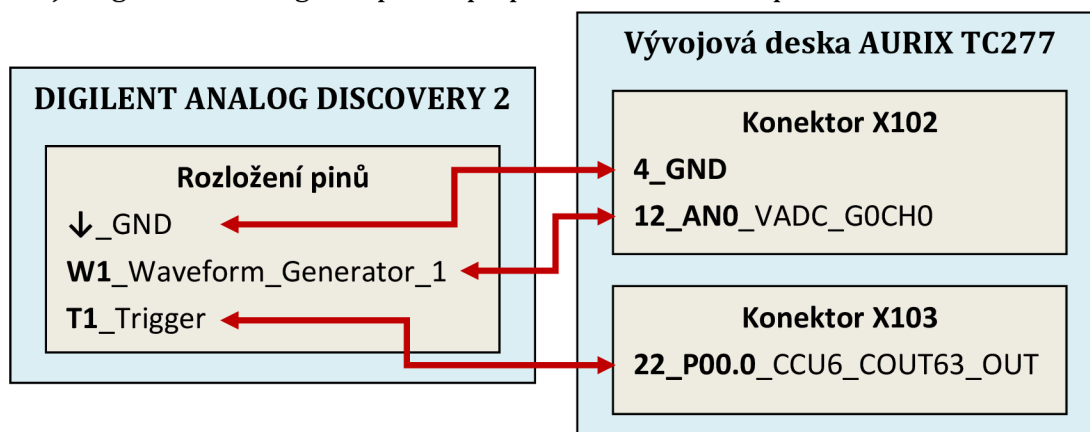 DIGILENT ANALOG DISCOVERY 2
Rozložení pinů
↓_GND
W1_Waveform_Generator_1
T1_Trigger
Vývojová deska AURIX TC277
Konektor X102
4_GND
12_AN0_VADC_G0CH0
Konektor X103
22_P00.0_CCU6_COUT63_OUT